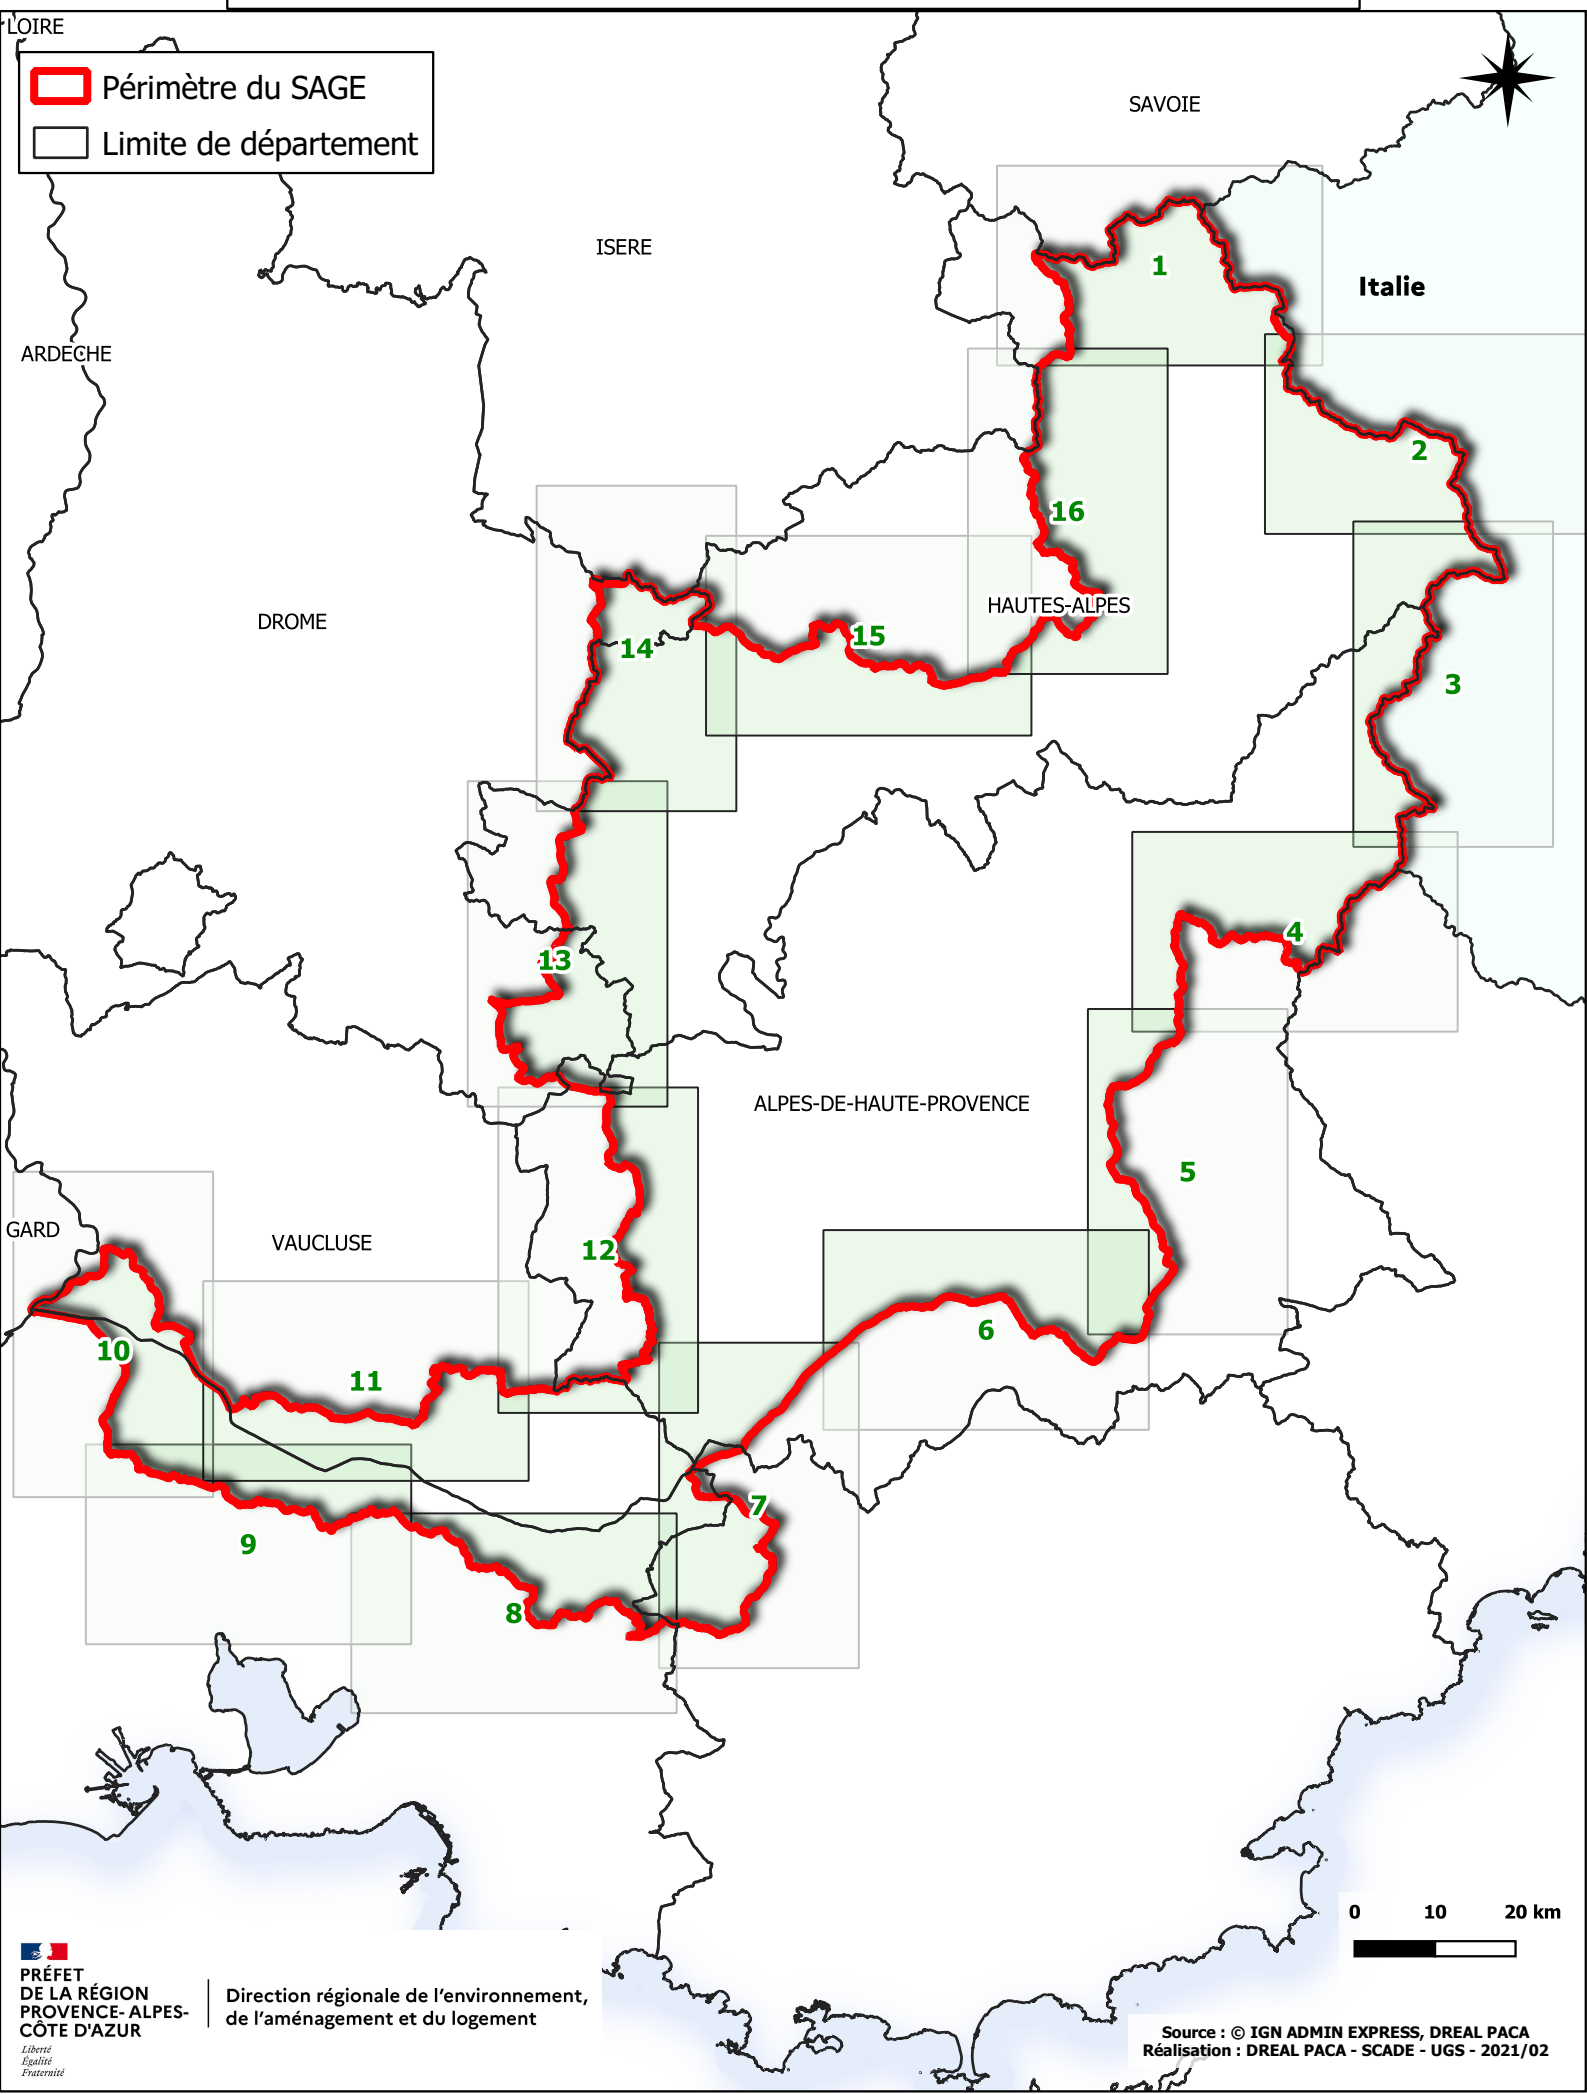 LOIRE
Périmètre du SAGE
Limite de département
SAVOIE
ISERE
1
Italie
ARDECHE
2
16
HAUTES-ALPES
DROME
15
14
3
4
13
ALPES-DE-HAUTE-PROVENCE
5
GARD
VAUCLUSE
12
6
10
11
7
9
8
0 10 20 km
PRÉFET
DE LA RÉGION
PROVENCE- ALPES-
CÔTE D'AZUR
Liberté
Égalité
Fraternité
Direction régionale de l'environnement,
de l'aménagement et du logement
Source : © IGN ADMIN EXPRESS, DREAL PACA
Réalisation : DREAL PACA - SCADE - UGS - 2021/02